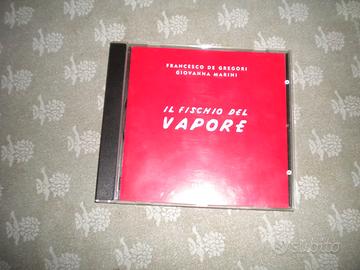 FRANCESCO DE GREGORI
GIOVANNA MARINI
IL FISCHIO DEL
VAPORE
subito